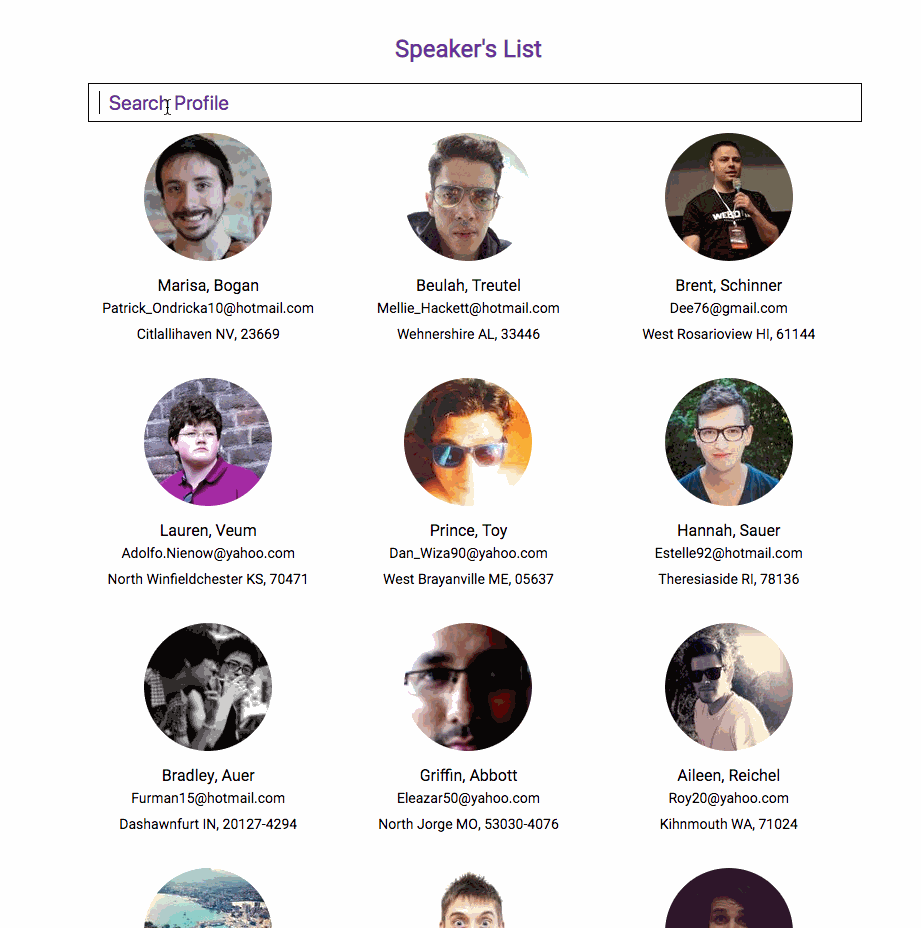 Speaker's List
Search Profile
Marisa, Bogan
Patrick_Ondricka10@hotmail.com
Citlallihaven NV, 23669
Beulah, Treutel
Mellie_Hackett@hotmail.com
Wehnershire AL, 33446
Brent, Schinner
Dee76@gmail.com
West Rosarioview HI, 61144
Lauren, Veum
Adolfo.Nienow@yahoo.com
North Winfieldchester KS, 70471
Prince, Toy
Dan_Wiza90@yahoo.com
West Brayanville ME, 05637
Hannah, Sauer
Estelle92@hotmail.com
Theresiaside RI, 78136
Bradley, Auer
Furman15@hotmail.com
Dashawnfurt IN, 20127-4294
Griffin, Abbott
Eleazar50@yahoo.com
North Jorge MO, 53030-4076
Aileen, Reichel
Roy20@yahoo.com
Kihnmouth WA, 71024